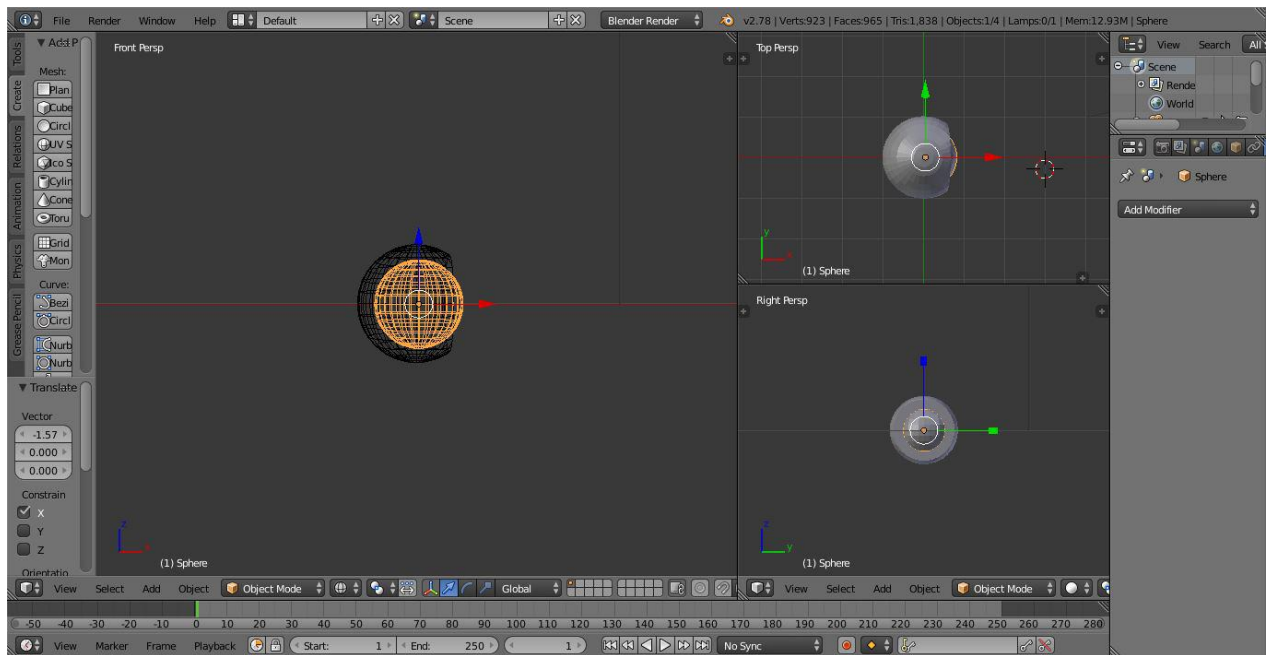 File Render Window Help Default Scene Blender Render v2.78 | Verts:923 | Faces:965 | Tris:1,838 | Objects:1/4 | Lamps:0/1 | Mem:12.93M | Sphere
Tools
Create
Relations
Animation
Physics
Grease Pencil
Mesh:
Plan
Cube
Circl
UV S
Ico S
Cylin
Cone
Toru
Grid
Mon
Curve:
Bezi
Circl
Nurb
Nurb
Translate
Vector
-1.57
0.000
0.000
Constrain
X
Y
Z
Orientatio
Front Persp
z
x
(1) Sphere
View Select Add Object Object Mode Global
Top Persp
y
x
(1) Sphere
Right Persp
z
y
(1) Sphere
View Select Add Object Object Mode
View Search All
Scene
Rende
World
Sphere
Add Modifier
-50 -40 -30 -20 -10 0 10 20 30 40 50 60 70 80 90 100 110 120 130 140 150 160 170 180 190 200 210 220 230 240 250 260 270 280
View Marker Frame Playback Start: 1 End: 250 1 No Sync